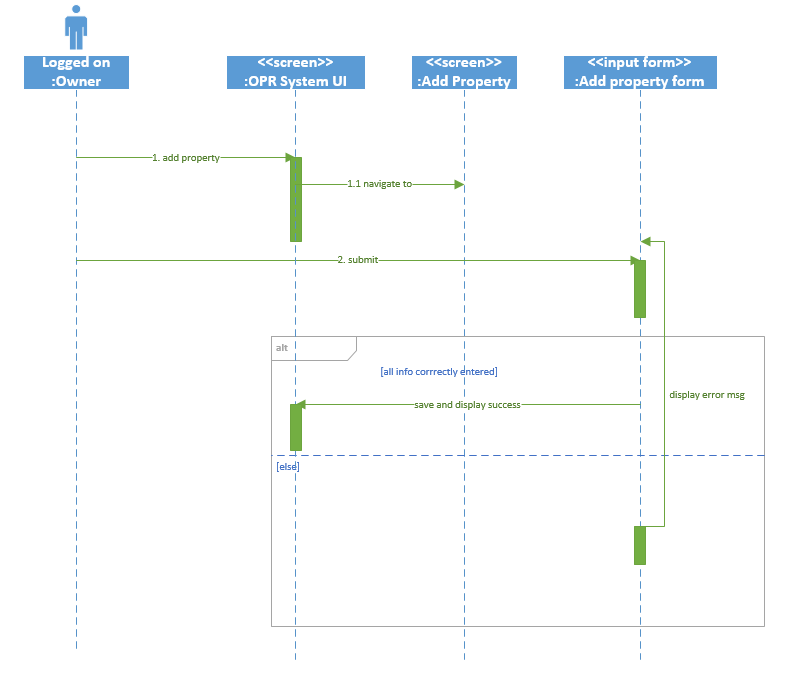 Logged on
:Owner
<<screen>>
:OPR System UI
<<screen>>
:Add Property
<<input form>>
:Add property form
1. add property
1.1 navigate to
2. submit
alt
[all info corrrectly entered]
display error msg
save and display success
[else]